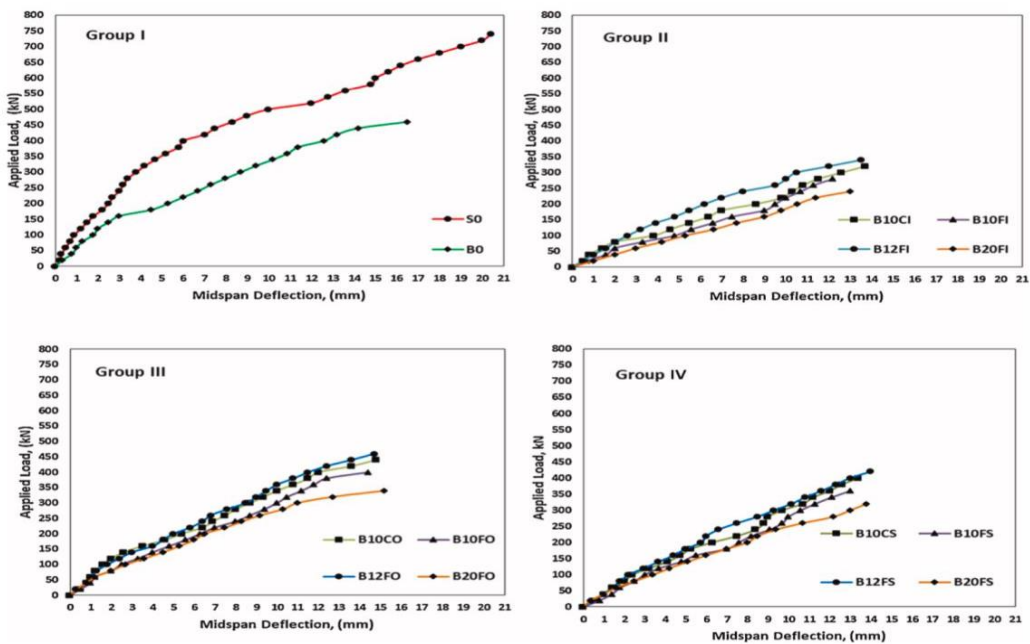 Group I
Applied Load, (kN)
800
750
700
650
600
550
500
450
400
350
300
250
200
150
100
50
0
0 1 2 3 4 5 6 7 8 9 10 11 12 13 14 15 16 17 18 19 20 21
Midspan Deflection, (mm)
S0
B0
Group II
Applied Load, (kN)
800
750
700
650
600
550
500
450
400
350
300
250
200
150
100
50
0
0 1 2 3 4 5 6 7 8 9 10 11 12 13 14 15 16 17 18 19 20 21
Midspan Deflection, (mm)
B10CI B10FI
B12FI B20FI
Group III
Applied Load, (kN)
800
750
700
650
600
550
500
450
400
350
300
250
200
150
100
50
0
0 1 2 3 4 5 6 7 8 9 10 11 12 13 14 15 16 17 18 19 20 21
Midspan Deflection, (mm)
B10CO B10FO
B12FO B20FO
Group IV
Applied Load, kN
800
750
700
650
600
550
500
450
400
350
300
250
200
150
100
50
0
0 1 2 3 4 5 6 7 8 9 10 11 12 13 14 15 16 17 18 19 20 21
Midspan Deflection, (mm)
B10CS B10FS
B12FS B20FS